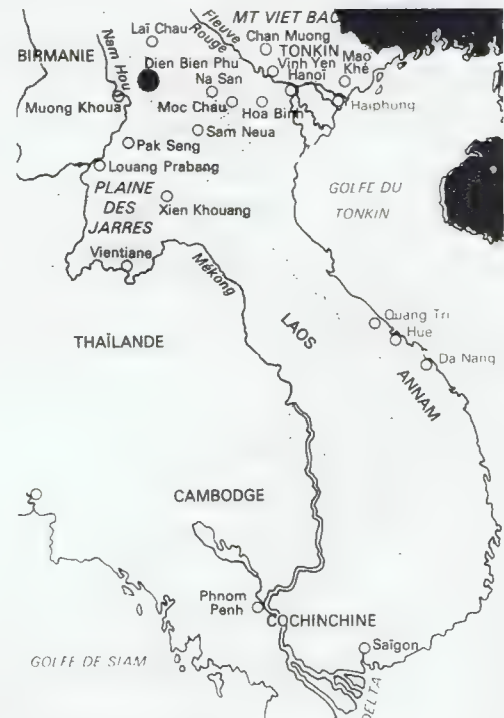 MT VIET BAC
Fleuve
Rouge
Laï Chau
Chan Muong
BIRMANIE
Nam Hou
TONKIN
Mao
Khé
Dien Bien Phu
Vinh Yen
Na San
Hanoï
Muong Khoua
Moc Chau
Hoa Binh
Haiphong
Sam Neua
Pak Seng
Louang Prabang
PLAINE
DES
JARRES
Xien Khouang
GOLFE DU
TONKIN
Vientiane
Mékong
LAOS
Quang Tri
Hue
THAÏLANDE
Da Nang
ANNAM
CAMBODGE
Phnom
Penh
COCHINCHINE
Saïgon
GOLFE DE SIAM
DELTA